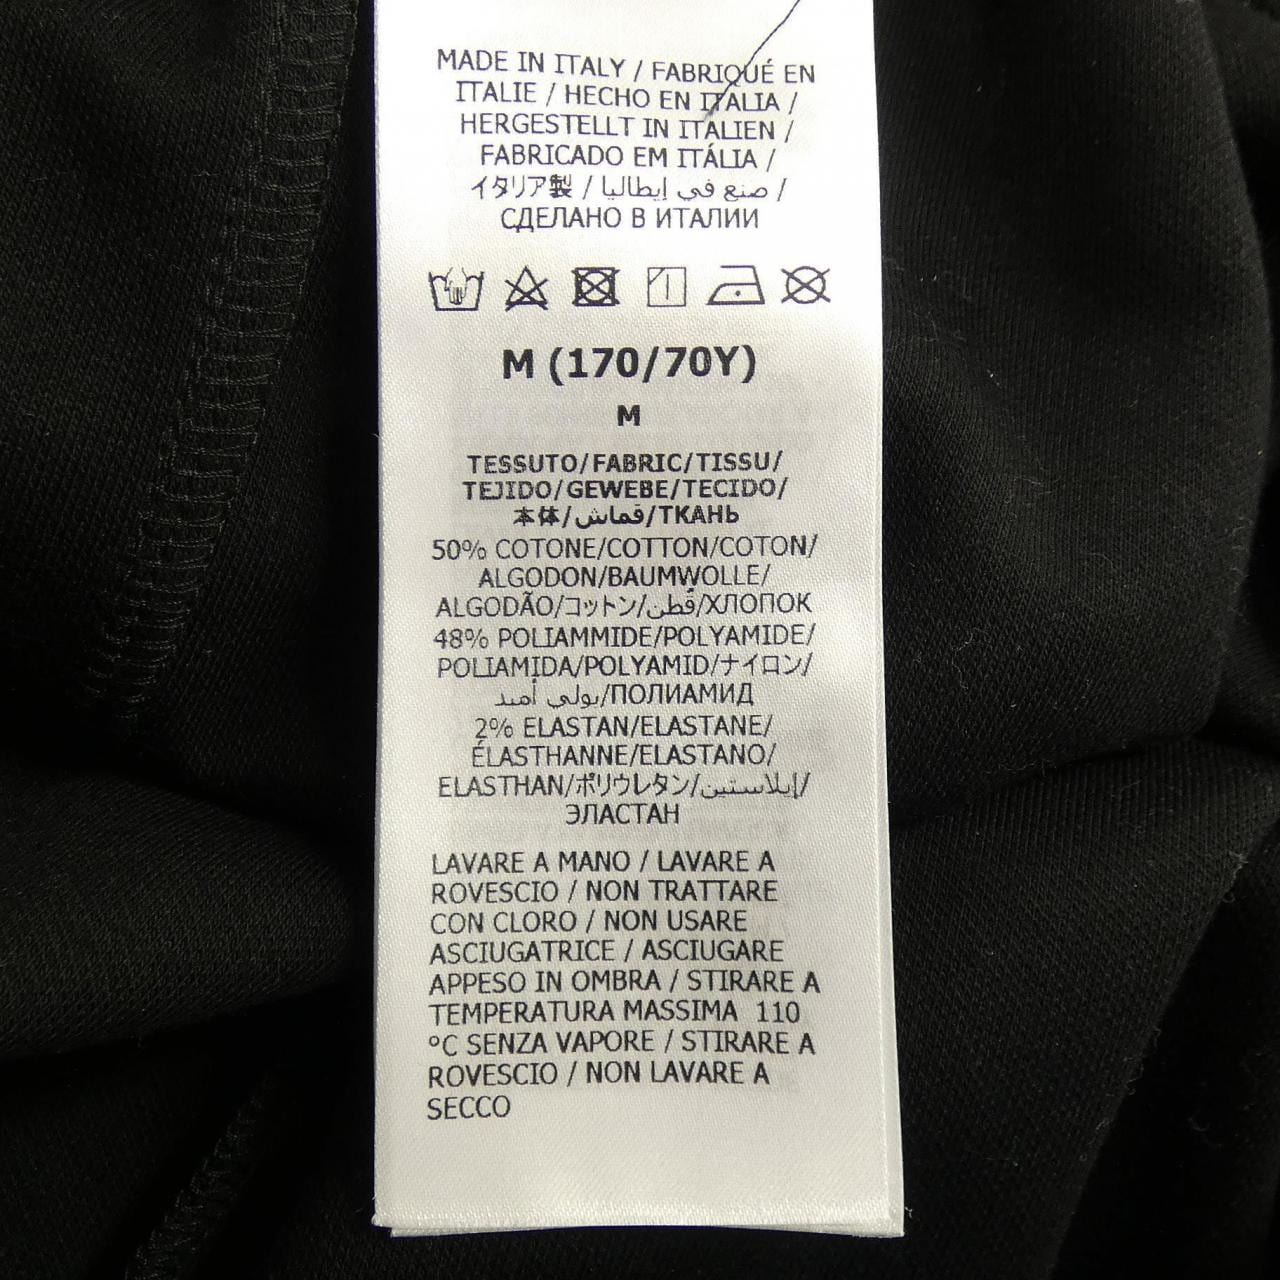 MADE IN ITALY / FABRIQUÉ EN
ITALIE / HECHO EN ITALIA /
HERGESTELLT IN ITALIEN /
FABRICADO EM ITÁLIA /
イタリア製 / صنع في إيطاليا /
СДЕЛАНО В ИТАЛИИ
M (170/70Y)
M
TESSUTO/FABRIC/TISSU/
TEJIDO/GEWEBE/TECIDO/
本体/قماش/ТКАНЬ
50% COTONE/COTTON/COTON/
ALGODON/BAUMWOLLE/
ALGODÃO/コットン/قُطن/ХЛОПОК
48% POLIAMMIDE/POLYAMIDE/
POLIAMIDA/POLYAMID/ナイロン/
بولي أميد/ПОЛИАМИД
2% ELASTAN/ELASTANE/
ÉLASTHANNE/ELASTANO/
ELASTHAN/ポリウレタン/إيلاستين/
ЭЛАСТАН
LAVARE A MANO / LAVARE A
ROVESCIO / NON TRATTARE
CON CLORO / NON USARE
ASCIUGATRICE / ASCIUGARE
APPESO IN OMBRA / STIRARE A
TEMPERATURA MASSIMA 110
°C SENZA VAPORE / STIRARE A
ROVESCIO / NON LAVARE A
SECCO